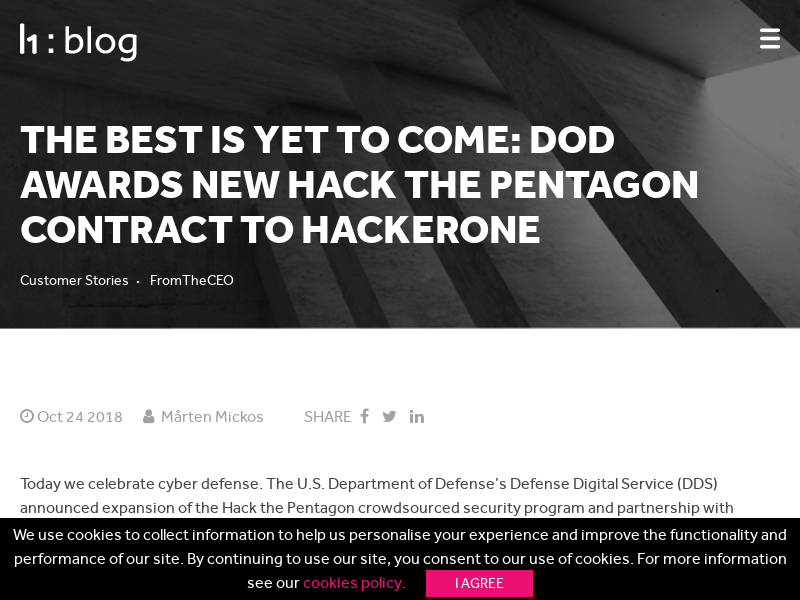 h1 : blog
THE BEST IS YET TO COME: DOD
AWARDS NEW HACK THE PENTAGON
CONTRACT TO HACKERONE
Customer Stories · FromTheCEO
Oct 24 2018 Mårten Mickos SHARE
Today we celebrate cyber defense. The U.S. Department of Defense’s Defense Digital Service (DDS)
announced expansion of the Hack the Pentagon crowdsourced security program and partnership with
We use cookies to collect information to help us personalise your experience and improve the functionality and
performance of our site. By continuing to use our site, you consent to our use of cookies. For more information
see our cookies policy. I AGREE